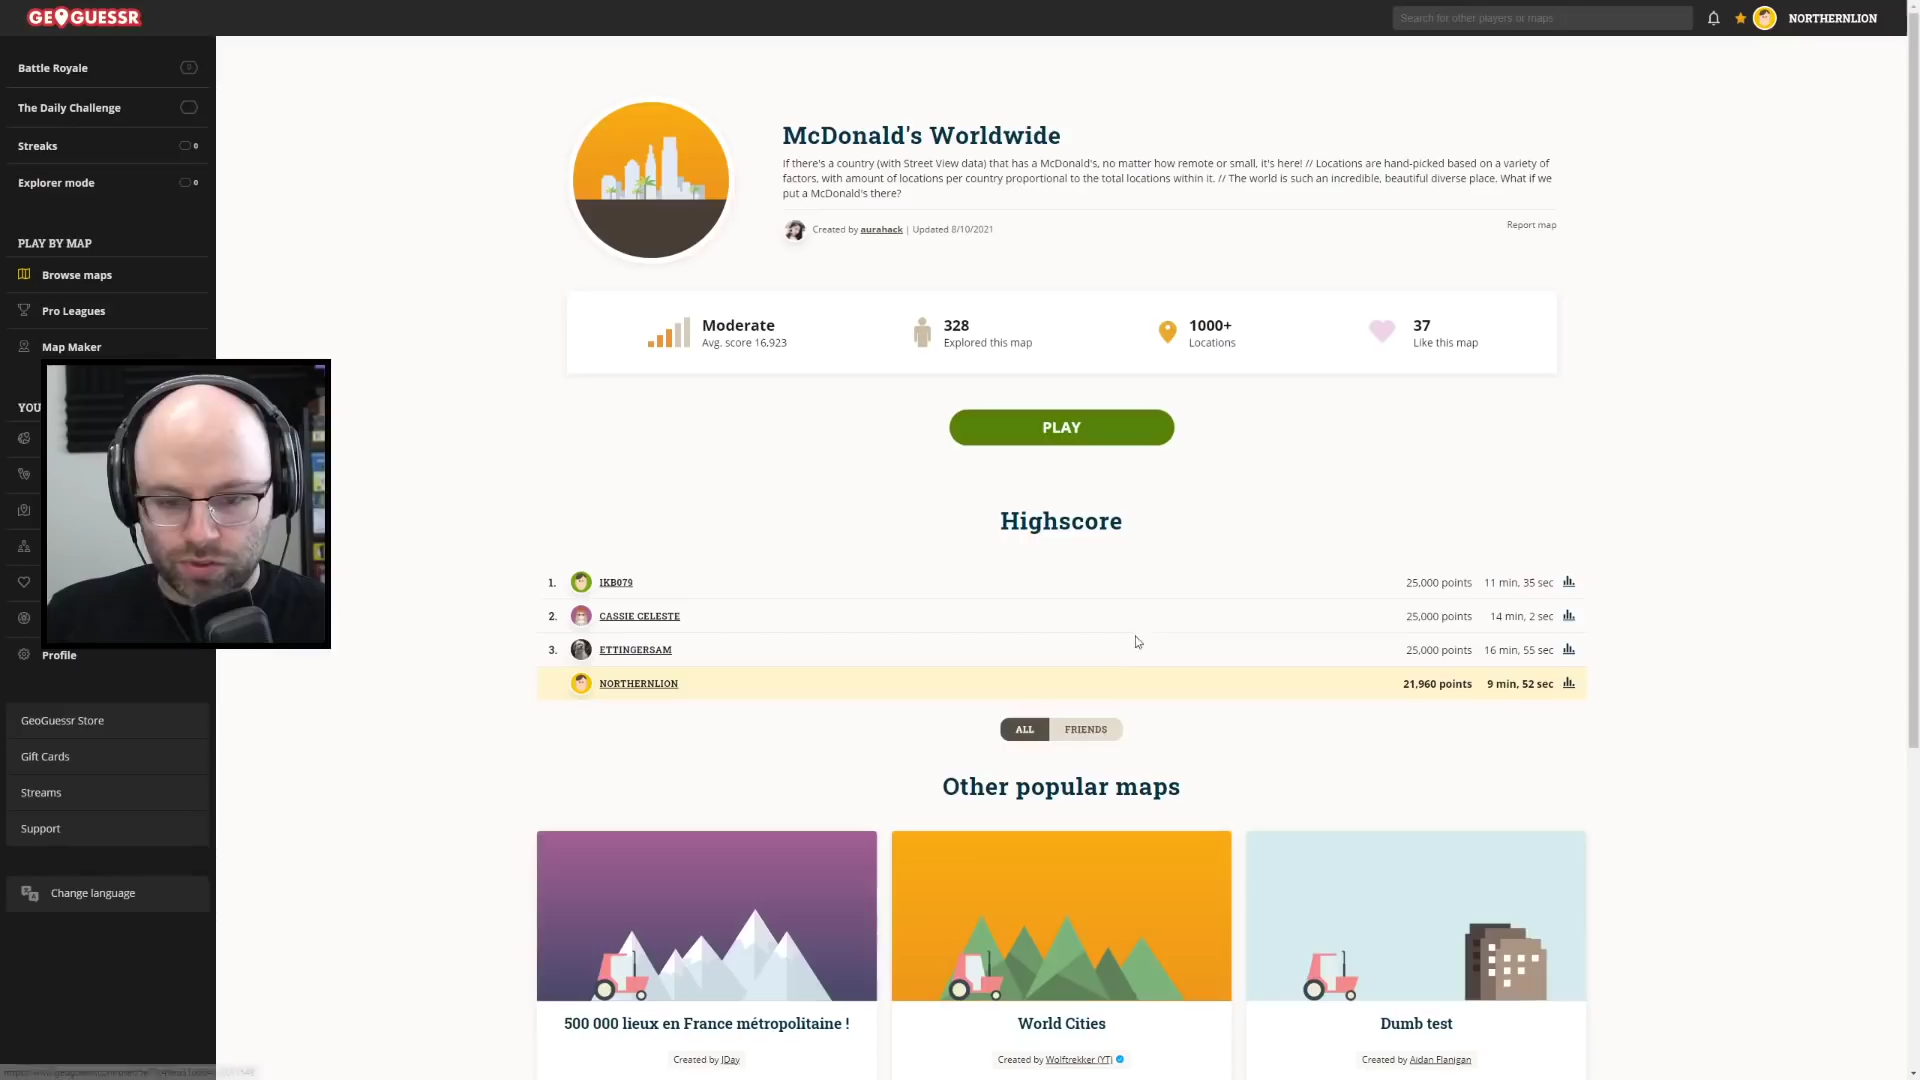 GEOGUESSR
Search for other players or maps
NORTHERNLION
Battle Royale
0
The Daily Challenge
Streaks
0
Explorer mode
0
PLAY BY MAP
Browse maps
Pro Leagues
Map Maker
YOU
Profile
GeoGuessr Store
Gift Cards
Streams
Support
Change language
McDonald's Worldwide
If there's a country (with Street View data) that has a McDonald's, no matter how remote or small, it's here! // Locations are hand-picked based on a variety of
factors, with amount of locations per country proportional to the total locations within it. // The world is such an incredible, beautiful diverse place. What if we
put a McDonald's there?
Created by aurahack | Updated 8/10/2021
Report map
Moderate
Avg. score 16,923
328
Explored this map
1000+
Locations
37
Like this map
PLAY
Highscore
1. IKB079 25,000 points 11 min, 35 sec
2. CASSIE CELESTE 25,000 points 14 min, 2 sec
3. ETTINGERSAM 25,000 points 16 min, 55 sec
NORTHERNLION 21,960 points 9 min, 52 sec
ALL FRIENDS
Other popular maps
500 000 lieux en France métropolitaine !
Created by JDay
World Cities
Created by Wolftrekker (YT)
Dumb test
Created by Aidan Flanigan